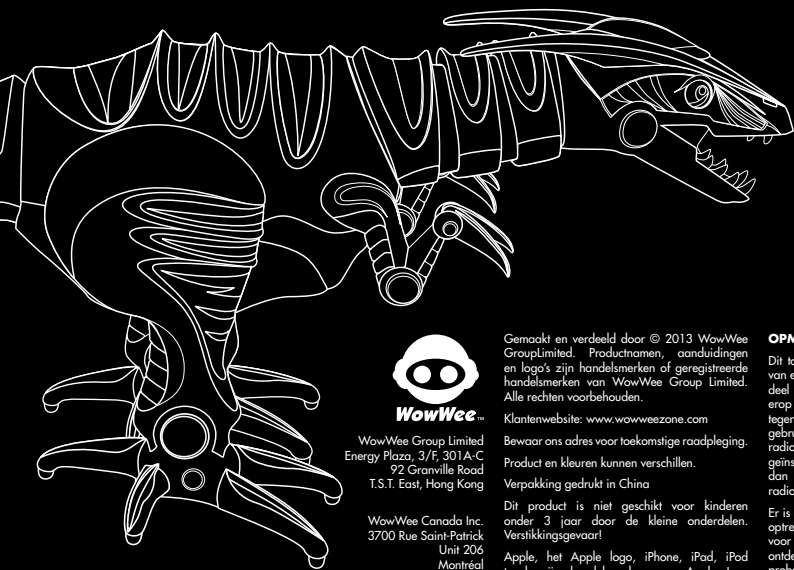 WowWee™
WowWee Group Limited
Energy Plaza, 3/F, 301A-C
92 Granville Road
T.S.T. East, Hong Kong
WowWee Canada Inc.
3700 Rue Saint-Patrick
Unit 206
Montréal
Gemaakt en verdeeld door © 2013 WowWee
GroupLimited. Productnamen, aanduidingen
en logo's zijn handelsmerken of geregistreerde
handelsmerken van WowWee Group Limited.
Alle rechten voorbehouden.
Klantenwebsite: www.wowweezone.com
Bewaar ons adres voor toekomstige raadpleging.
Product en kleuren kunnen verschillen.
Verpakking gedrukt in China
Dit product is niet geschikt voor kinderen
onder 3 jaar door de kleine onderdelen.
Verstikkingsgevaar!
Apple, het Apple logo, iPhone, iPad, iPod
OPM
Dit to
van e
deel
erop
tegen
gebru
radio
geïns
dan
radio
Er is
optre
voor
ontde